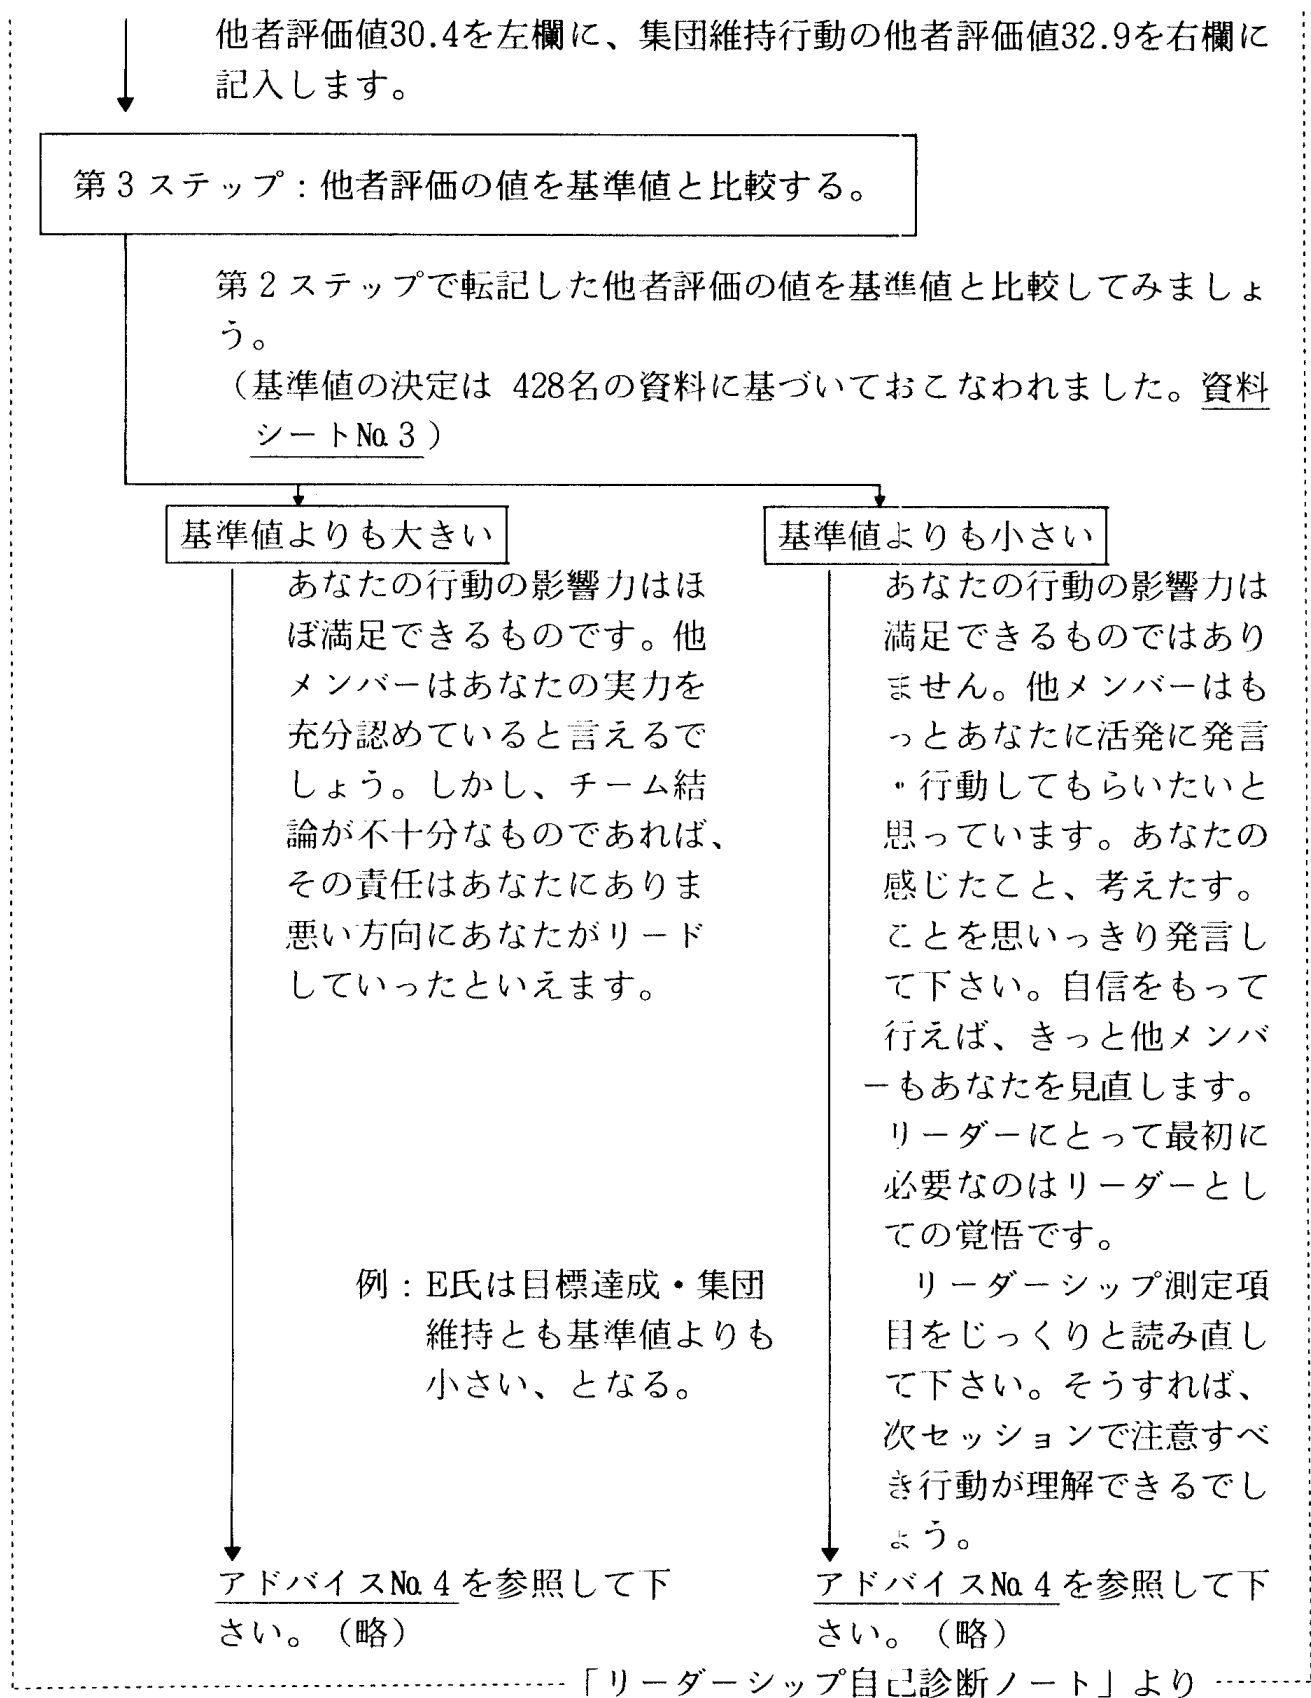 他者評価値30.4を左欄に、集団維持行動の他者評価値32.9を右欄に
記入します。
第3ステップ：他者評価の値を基準値と比較する。
第2ステップで転記した他者評価の値を基準値と比較してみましょ
う。
（基準値の決定は 428名の資料に基づいておこなわれました。資料
シートNo.3）
基準値よりも大きい
あなたの行動の影響力はほ
ぼ満足できるものです。他
メンバーはあなたの実力を
充分認めていると言えるで
しょう。しかし、チーム結
論が不十分なものであれば、
その責任はあなたにありま
悪い方向にあなたがリード
していったといえます。
例：E氏は目標達成・集団
維持とも基準値よりも
小さい、となる。
アドバイスNo.4を参照して下
さい。（略）
基準値よりも小さい
あなたの行動の影響力は
満足できるものではあり
ません。他メンバーはも
っとあなたに活発に発言
・行動してもらいたいと
思っています。あなたの
感じたこと、考えたす。
ことを思いっきり発言し
て下さい。自信をもって
行えば、きっと他メンバ
ーもあなたを見直します。
リーダーにとって最初に
必要なのはリーダーとし
ての覚悟です。
リーダーシップ測定項
目をじっくりと読み直し
て下さい。そうすれば、
次セッションで注意すべ
き行動が理解できるでし
ょう。
アドバイスNo.4を参照して下
さい。（略）
「リーダーシップ自己診断ノート」より